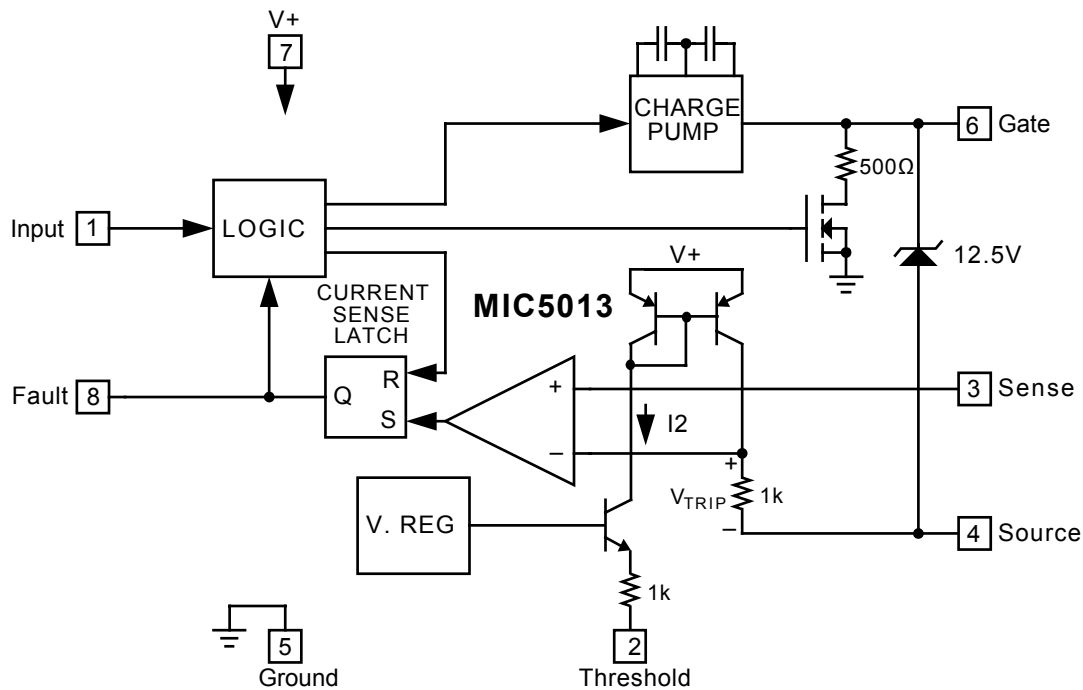 V+
7
CHARGE
PUMP
6 Gate
500Ω
Input 1
LOGIC
12.5V
V+
CURRENT
SENSE
LATCH
MIC5013
R
Fault 8
Q
S
+
3 Sense
I2
–
+
VTRIP
1k
–
4 Source
V. REG
1k
5
Ground
2
Threshold